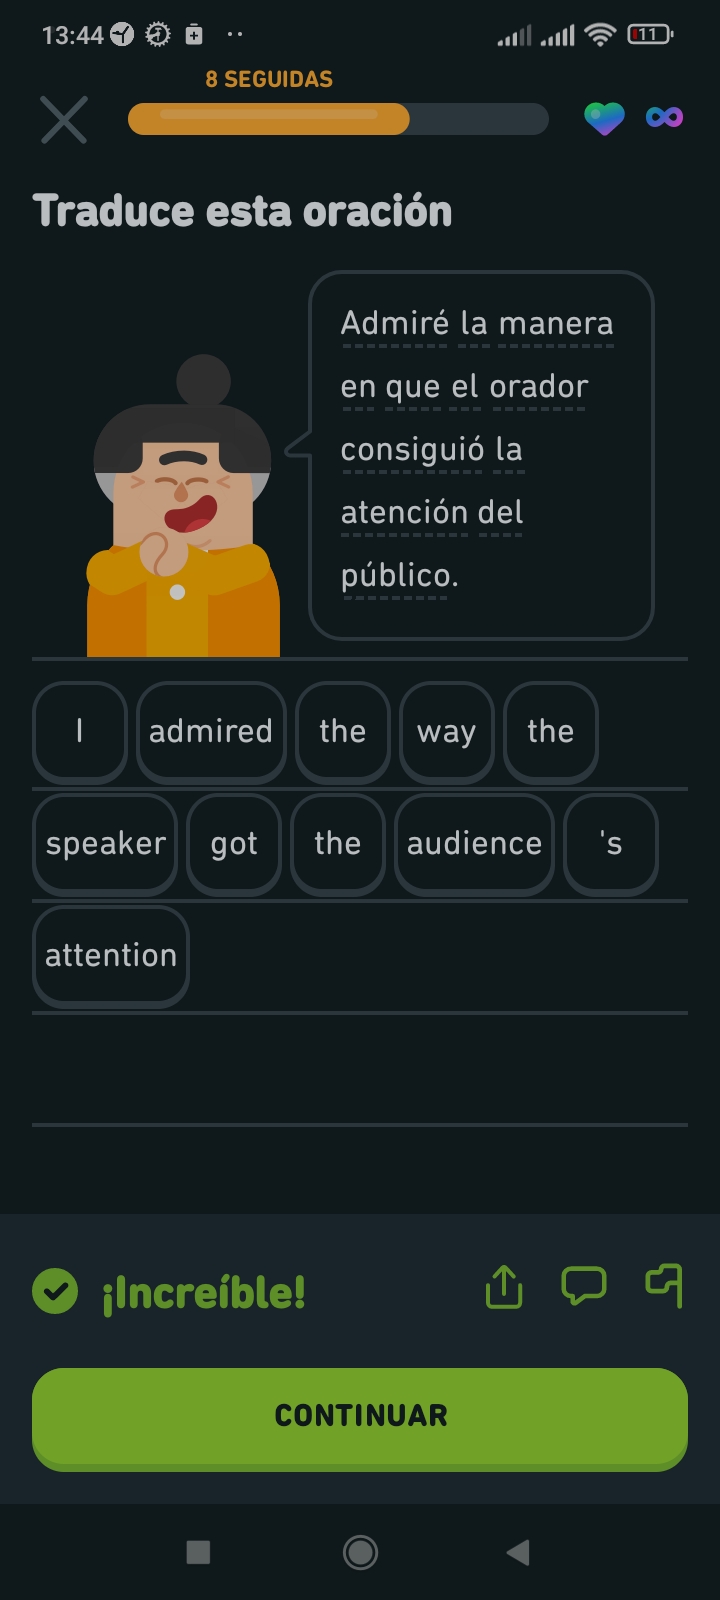 13:44
11
8 SEGUIDAS
Traduce esta oración
Admiré la manera
en que el orador
consiguió la
atención del
público.
I admired the way the
speaker got the audience 's
attention
¡Increíble!
CONTINUAR